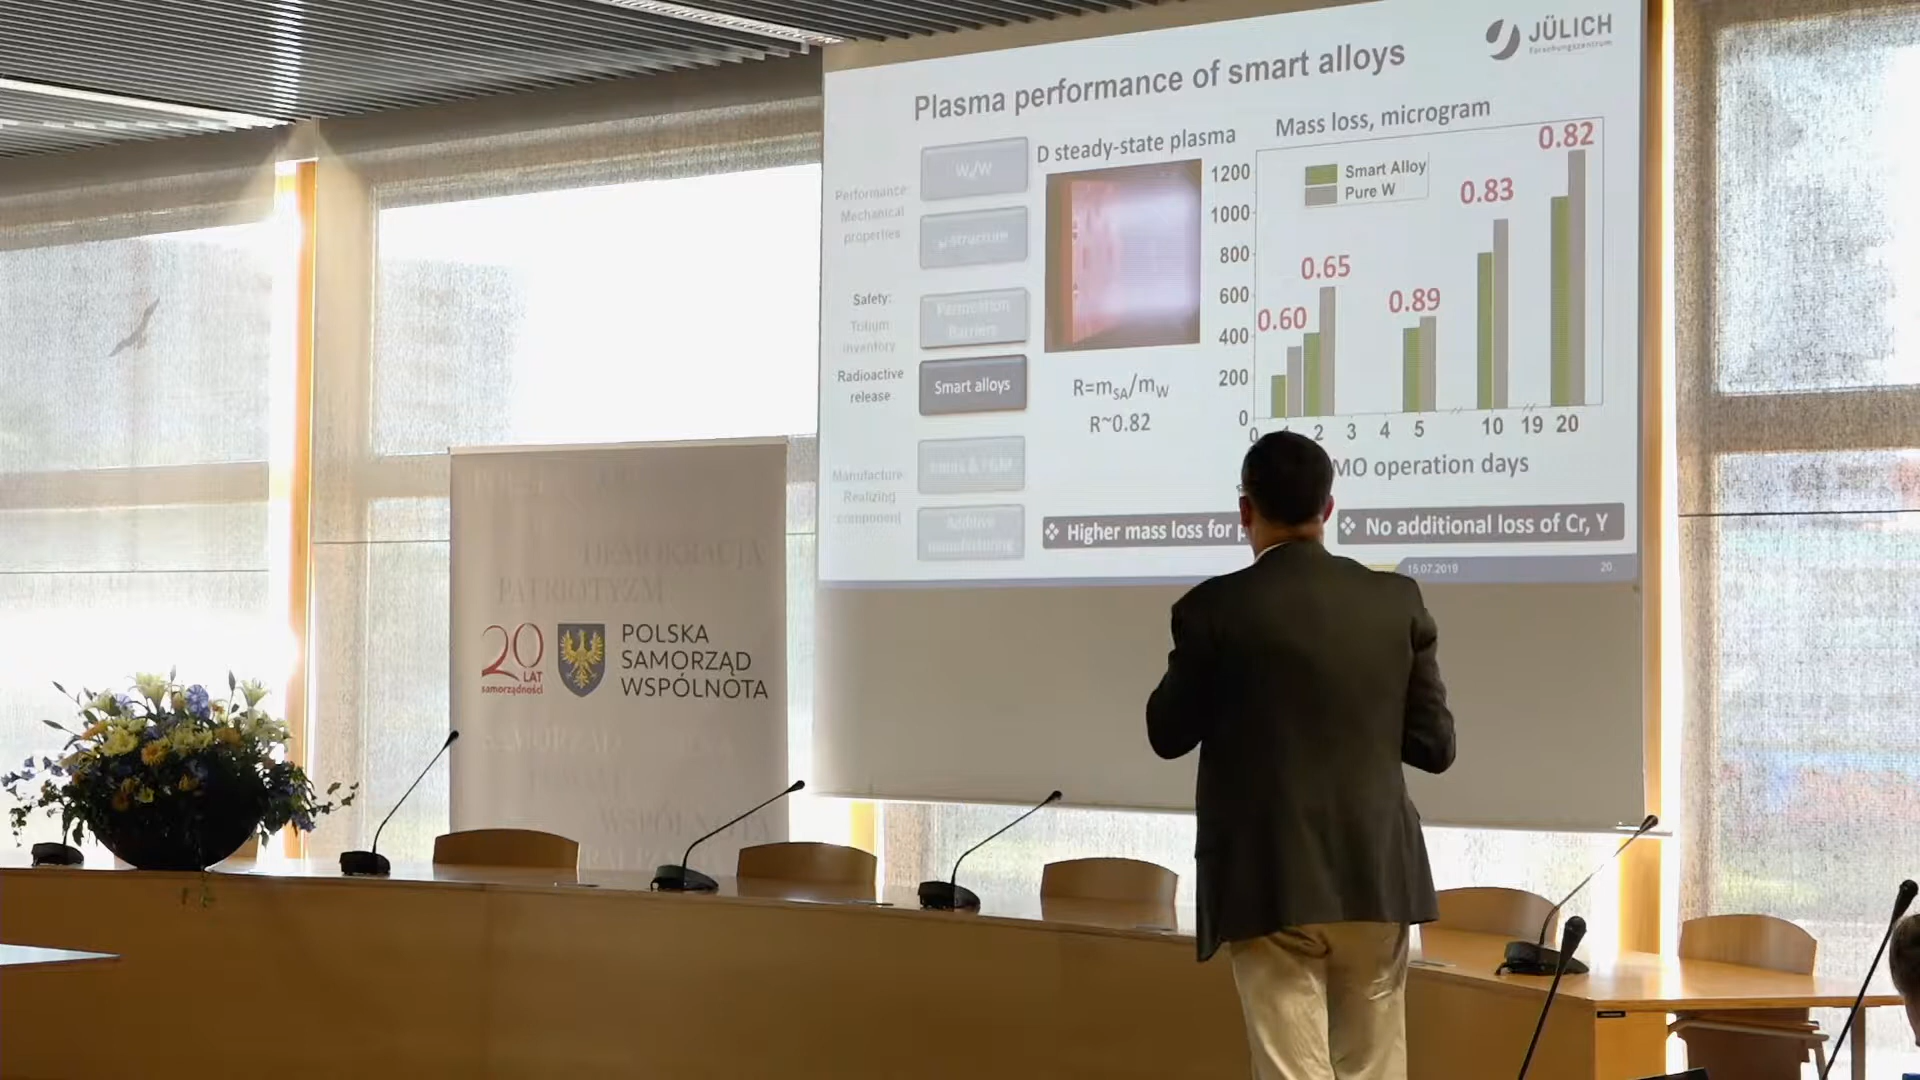 JÜLICH
Forschungszentrum
Plasma performance of smart alloys
Performance:
Mechanical
properties
Safety:
Tritium
inventory
Radioactive
release
Smart alloys
Manufacture:
Realizing
component
Additive
manufacturing
D steady-state plasma
R=mSA/mW
R~0.82
Mass loss, microgram
Smart Alloy
Pure W
1200
1000
800
600
400
200
0
0.60
0.65
0.89
0.83
0.82
0 2 3 4 5 10 19 20
MO operation days
❖ Higher mass loss for
❖ No additional loss of Cr, Y
20
DEMOKRACJA
PATRIOTYZM
20
LAT
samorządności
POLSKA
SAMORZĄD
WSPÓLNOTA
SAMORZĄD
WSPÓLNOTA